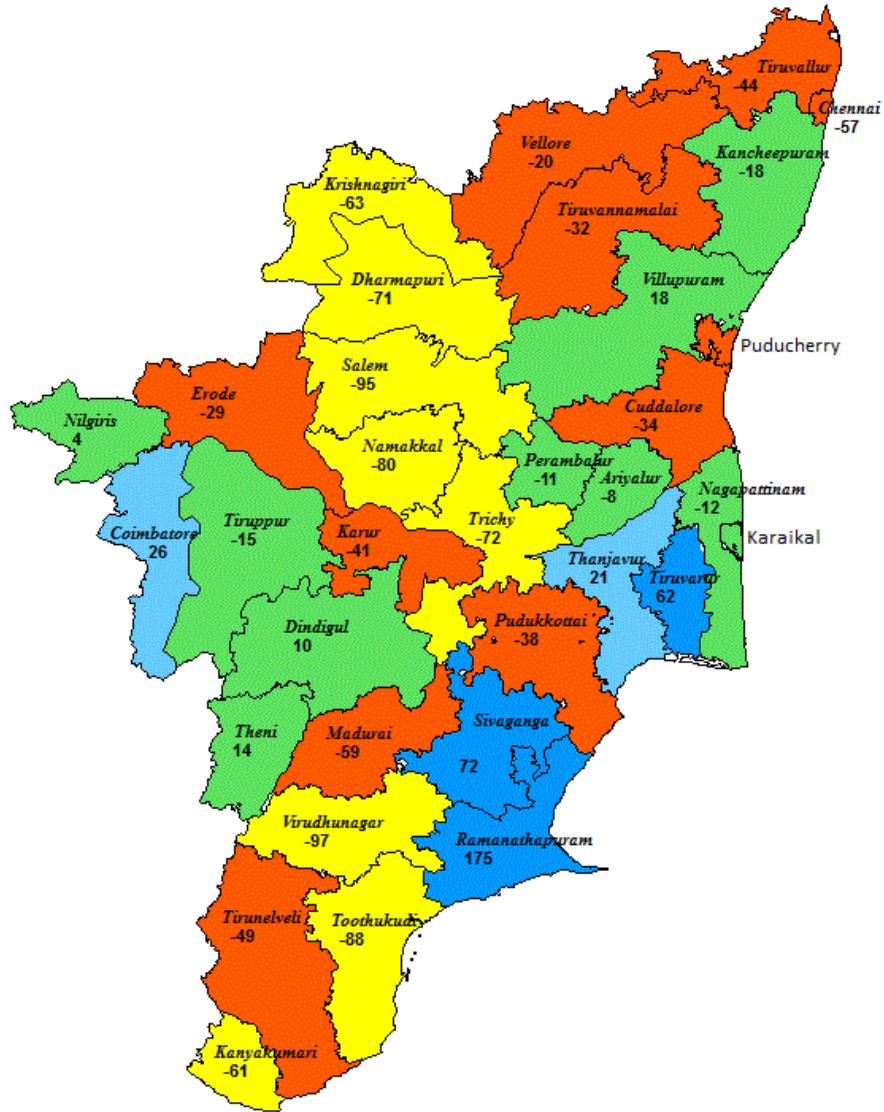 Tiruvallur
-44
Chennai
-57
Vellore
-20
Kancheepuram
-18
Krishnagiri
-63
Tiruvannamalai
-32
Dharmapuri
-71
Villupuram
18
Puducherry
Salem
-95
Erode
-29
Cuddalore
-34
Nilgiris
4
Namakkal
-80
Perambalur
-11
Ariyalur
-8
Nagapattinam
-12
Tiruppur
-15
Coimbatore
26
Karur
-41
Trichy
-72
Karaikal
Thanjavur
21
Tiruvarur
62
Pudukkottai
-38
Dindigul
10
Sivaganga
72
Theni
14
Madurai
-59
Virudhunagar
-97
Ramanathapuram
175
Tirunelveli
-49
Toothukudi
-88
Kanyakumari
-61